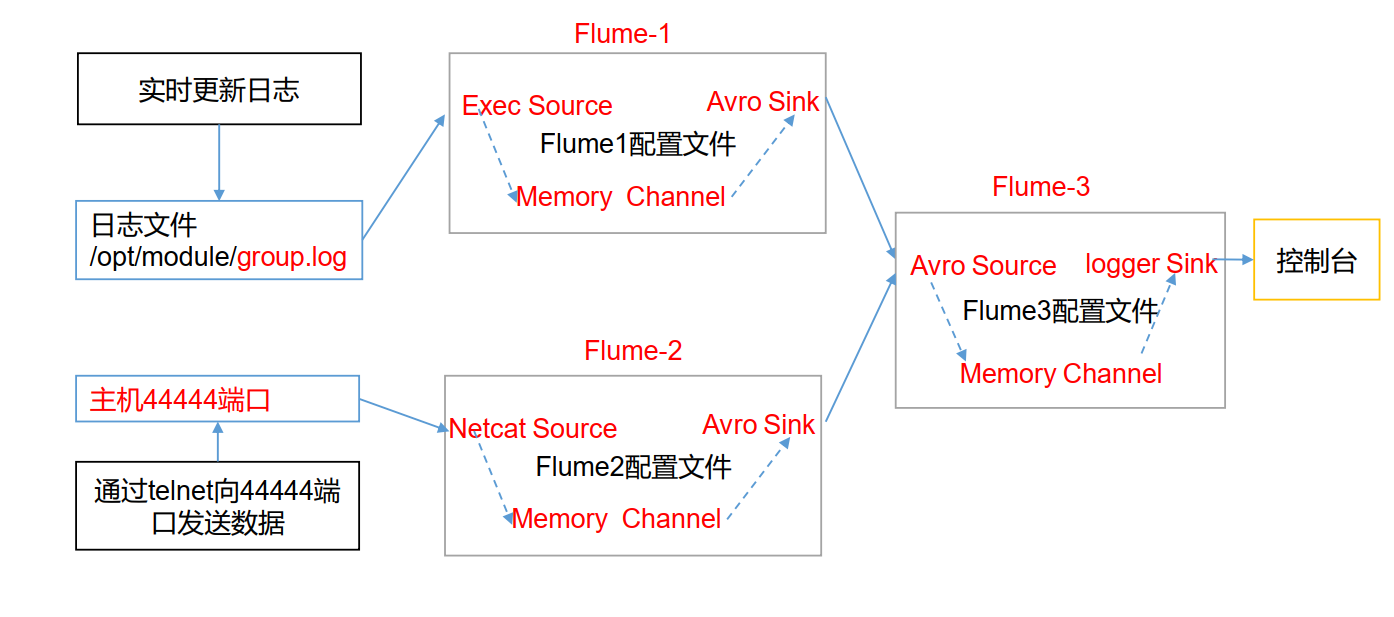 Flume-1
实时更新日志
Exec Source
Avro Sink
Flume1配置文件
Memory Channel
日志文件
/opt/module/group.log
Flume-3
Avro Source
logger Sink
Flume3配置文件
Memory Channel
控制台
Flume-2
主机44444端口
Netcat Source
Avro Sink
Flume2配置文件
Memory Channel
通过telnet向44444端
口发送数据